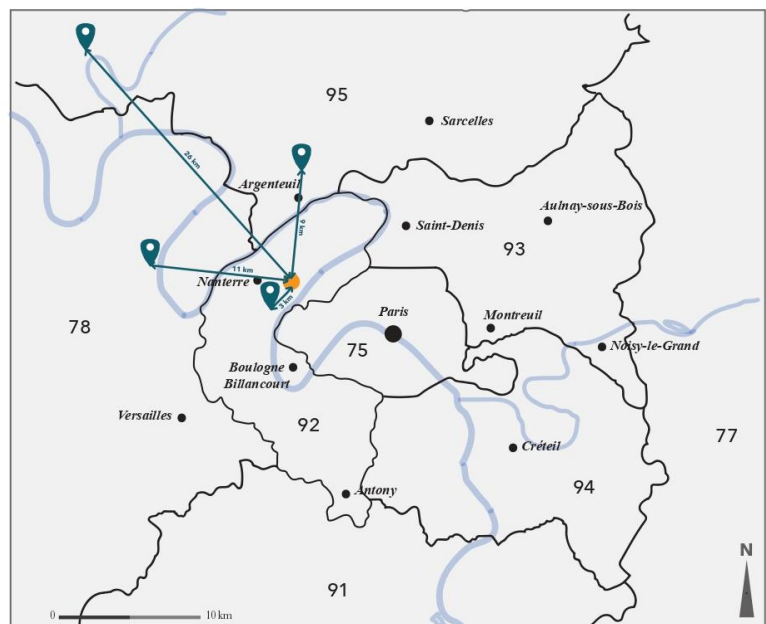 95
Sarcelles
26 km
Argenteuil
Aulnay-sous-Bois
Saint-Denis
9 km
93
11 km
Nanterre
3 km
78
Paris
Montreuil
75
Noisy-le-Grand
Boulogne
Billancourt
Versailles
92
77
Créteil
94
Antony
N
91
0
10 km